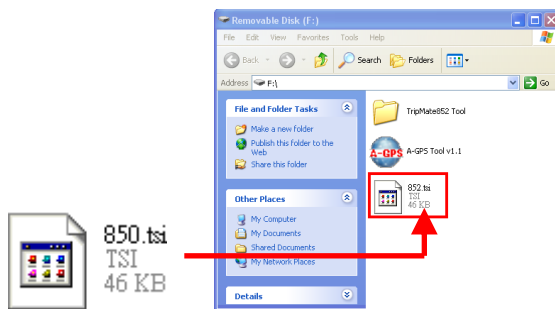 Removable Disk (F:)
File Edit View Favorites Tools Help
Back Search Folders
Address F:\ Go
File and Folder Tasks
Make a new folder
Publish this folder to the
Web
Share this folder
Other Places
My Computer
My Documents
Shared Documents
My Network Places
Details
TripMate852 Tool
A-GPS
A-GPS Tool v1.1
852.tsi
TSI
46 KB
850.tsi
TSI
46 KB